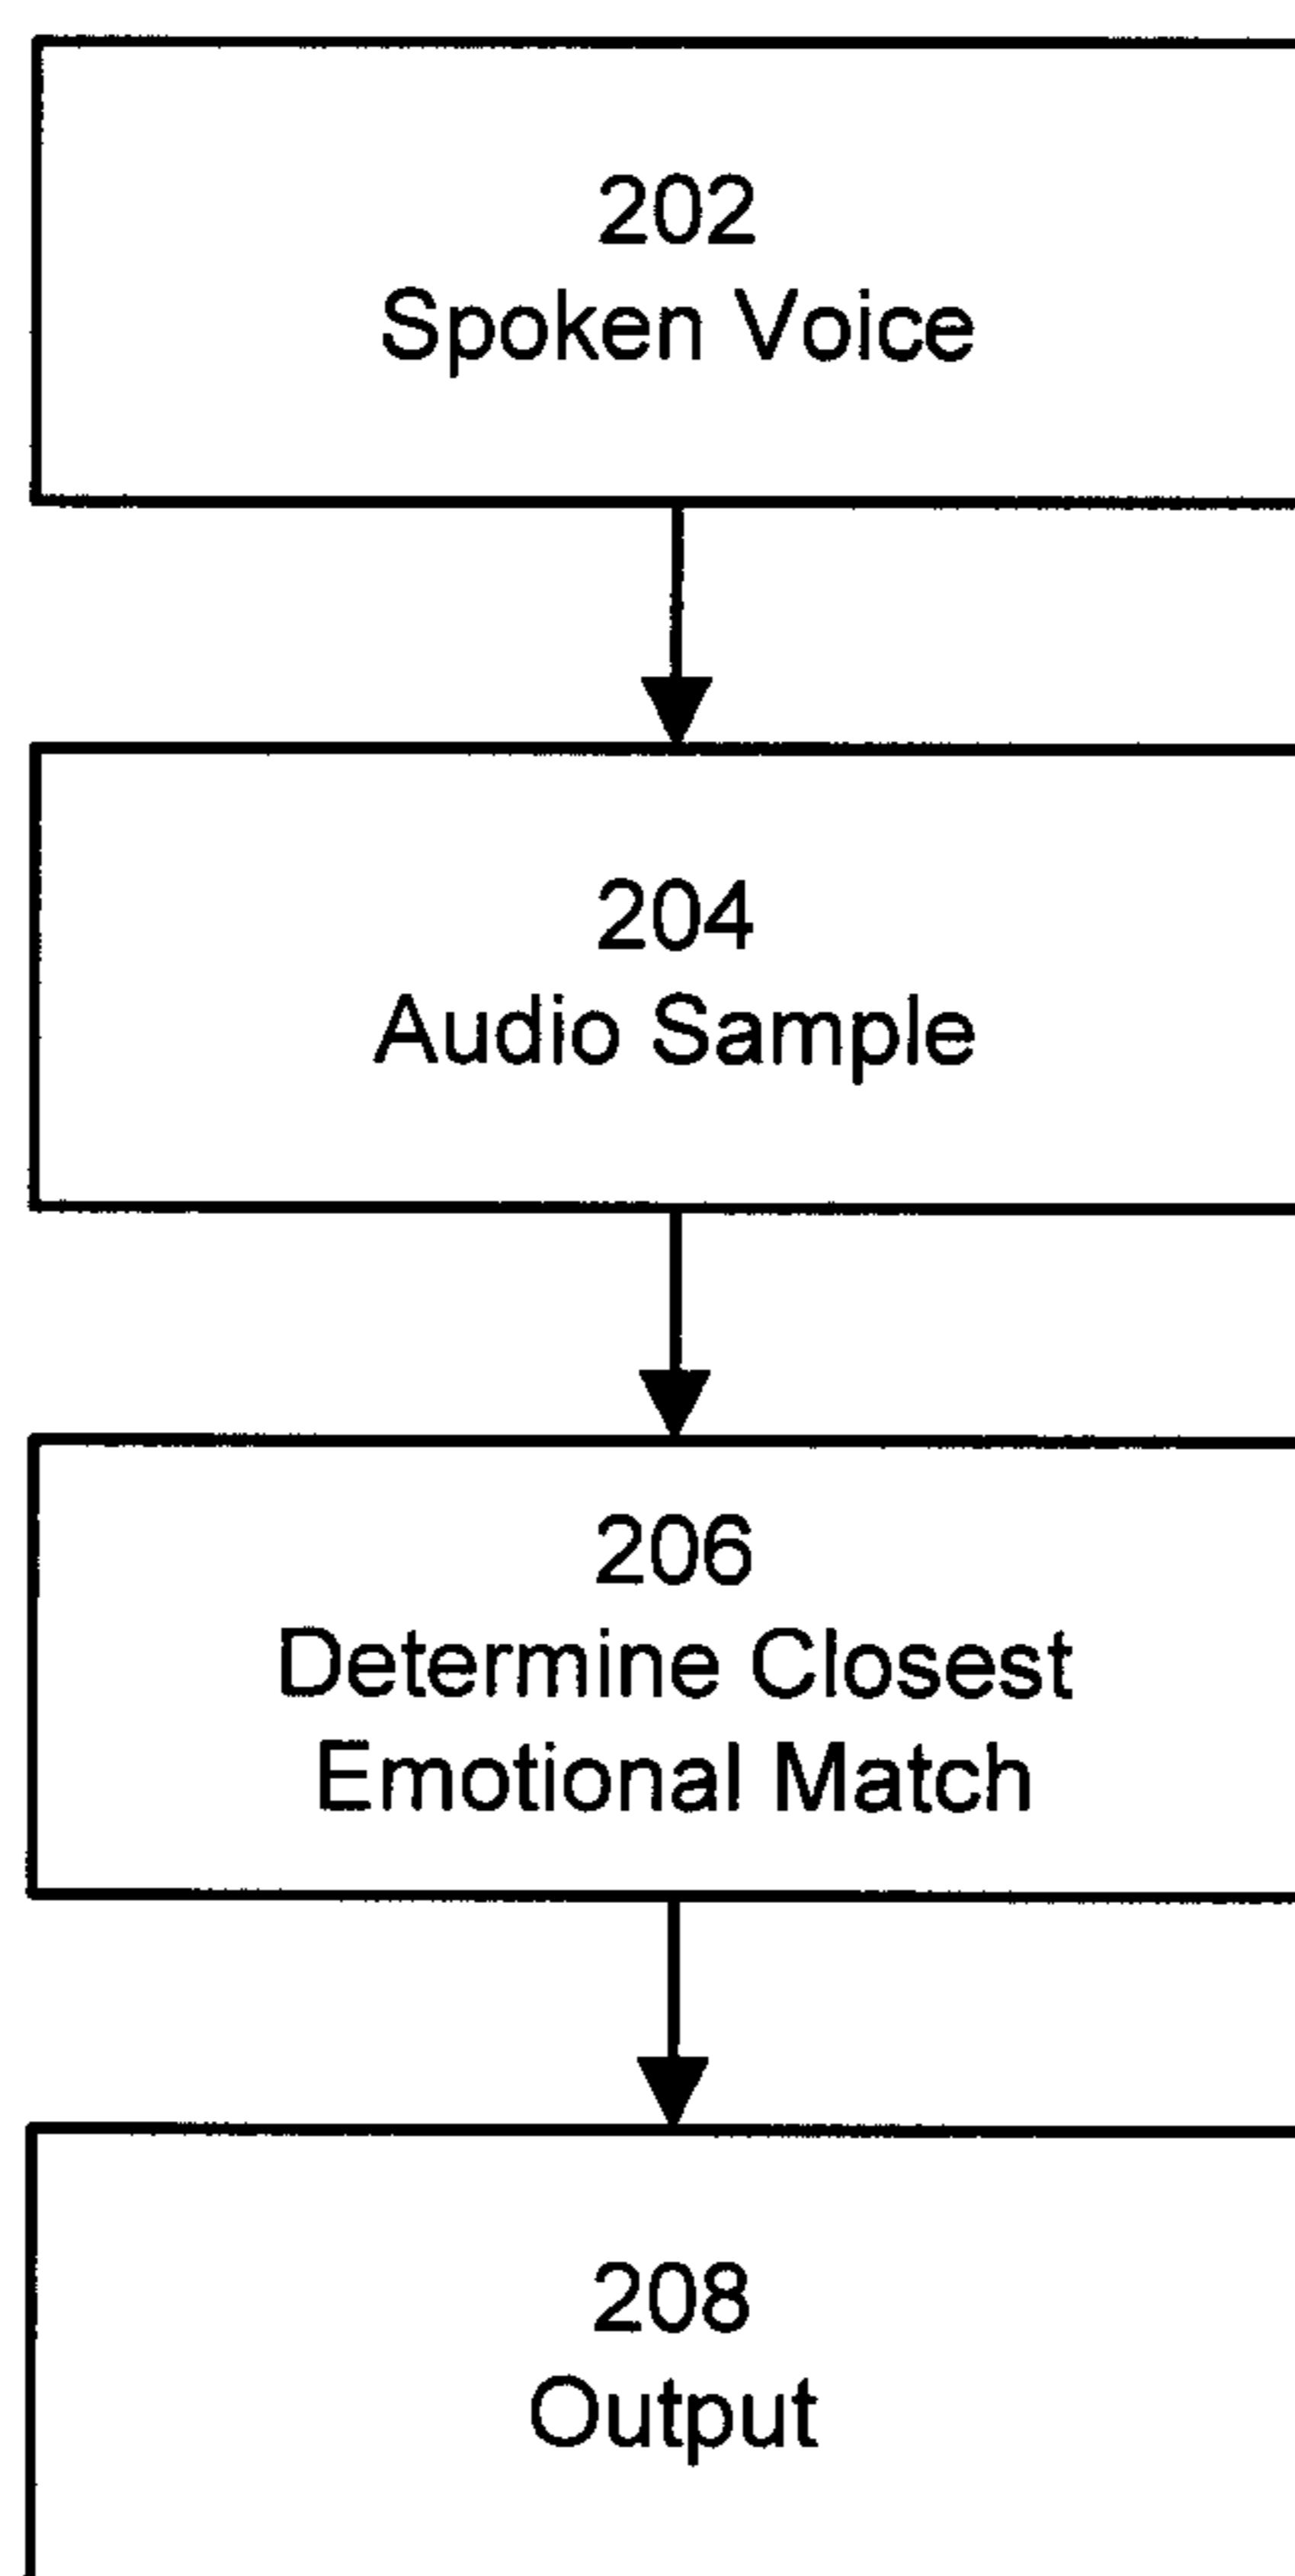 202
Spoken Voice
204
Audio Sample
206
Determine Closest
Emotional Match
208
Output